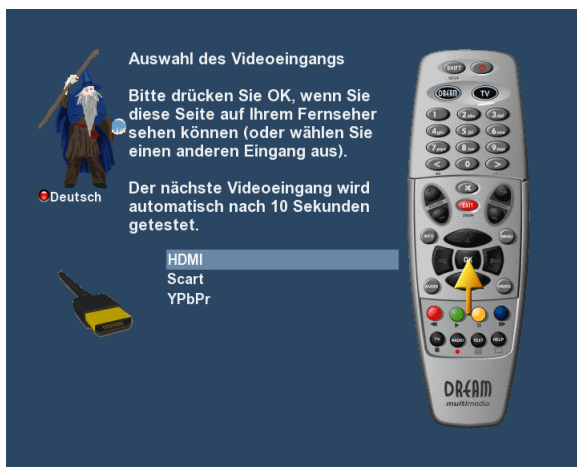 Auswahl des Videoeingangs
Bitte drücken Sie OK, wenn Sie
diese Seite auf Ihrem Fernseher
sehen können (oder wählen Sie
einen anderen Eingang aus).
Der nächste Videoeingang wird
automatisch nach 10 Sekunden
getestet.
Deutsch
HDMI
Scart
YPbPr
SHIFT
DREAM TV
1 2 3
4 5 6
7 8 9
< 0 >
EXIT
INFO MENU
OK
AUDIO VIDEO
TV RADIO TEXT HELP
DREAM
multimedia